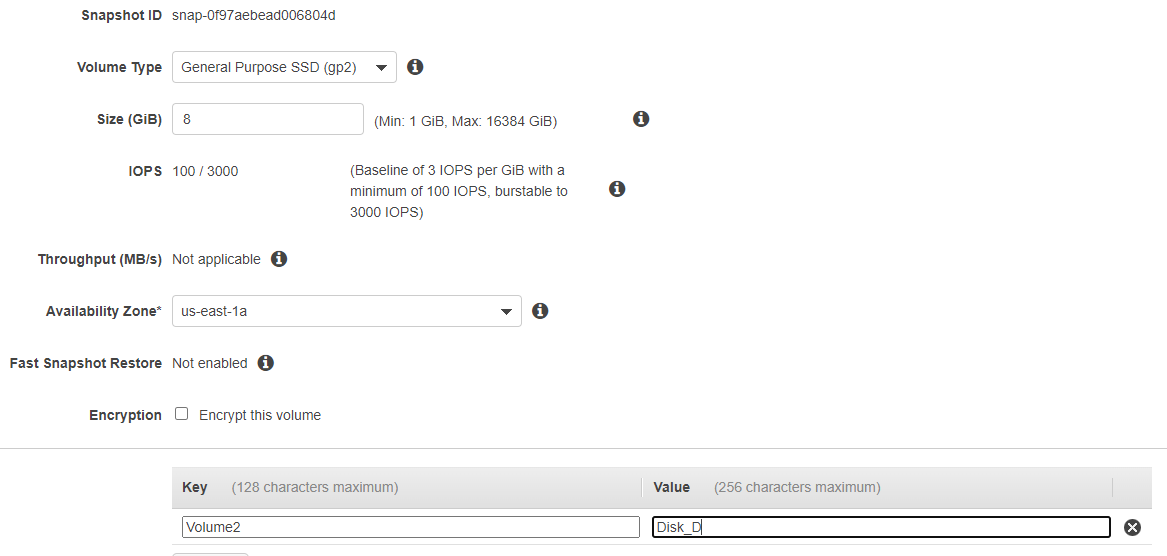 Snapshot ID snap-0f97aebead006804d
Volume Type General Purpose SSD (gp2)
Size (GiB) 8 (Min: 1 GiB, Max: 16384 GiB)
IOPS 100 / 3000 (Baseline of 3 IOPS per GiB with a
minimum of 100 IOPS, burstable to
3000 IOPS)
Throughput (MB/s) Not applicable
Availability Zone* us-east-1a
Fast Snapshot Restore Not enabled
Encryption Encrypt this volume
Key (128 characters maximum) Value (256 characters maximum)
Volume2 Disk_D